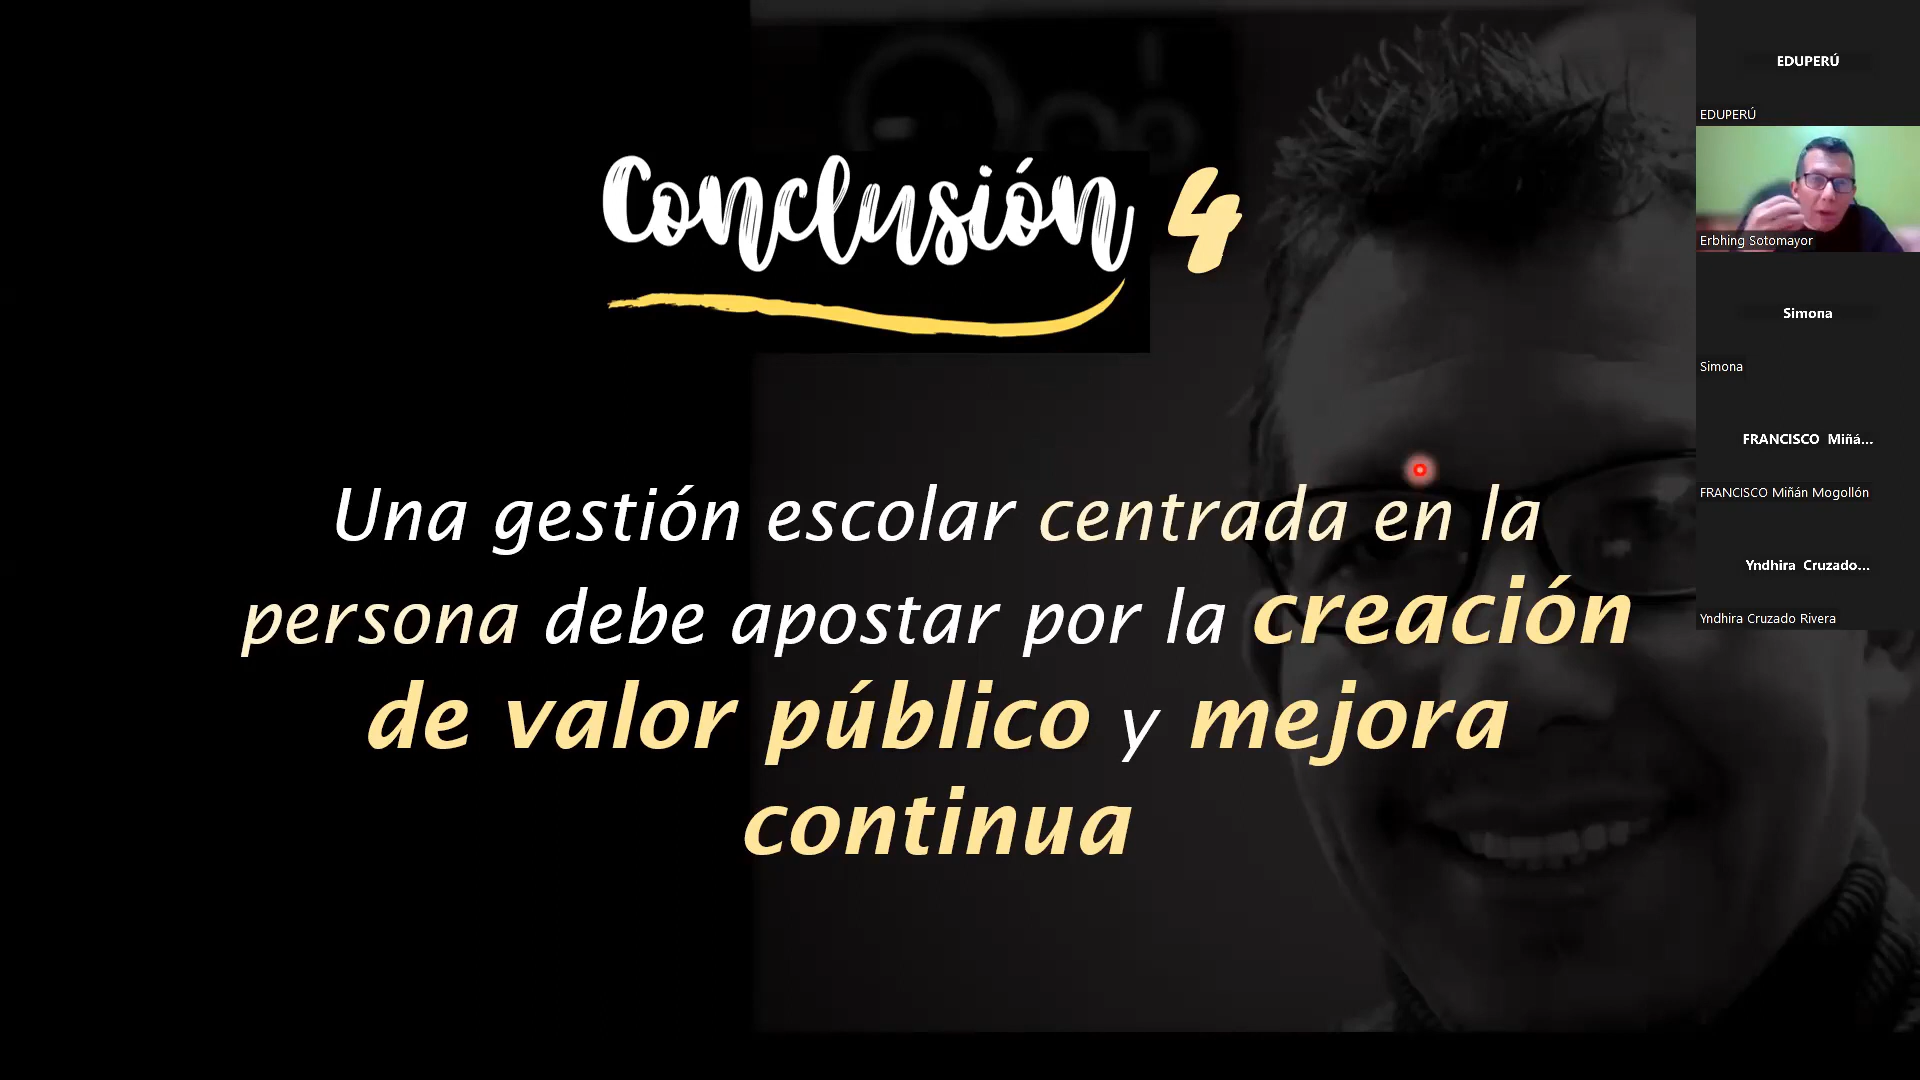 Conclusión 4
Una gestión escolar centrada en la
persona debe apostar por la creación
de valor público y mejora
continua
EDUPERÚ
EDUPERÚ
Erbhing Sotomayor
Simona
Simona
FRANCISCO Miñá...
FRANCISCO Miñán Mogollón
Yndhira Cruzado...
Yndhira Cruzado Rivera